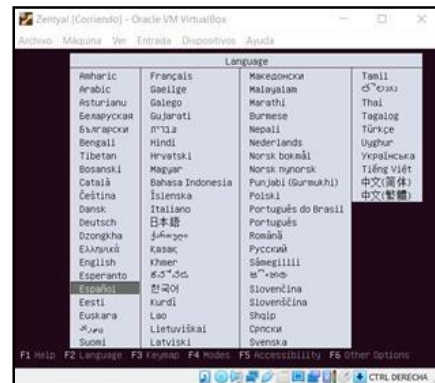 Zentyal [Corriendo] - Oracle VM VirtualBox
Archivo Máquina Ver Entrada Dispositivos Ayuda
Language
Amharic
Arabic
Asturianu
Беларуская
Български
Bengali
Tibetan
Bosanski
Català
Čeština
Dansk
Deutsch
Dzongkha
Ελληνικά
English
Esperanto
Español
Eesti
Euskara
Suomi
Français
Gaeilge
Galego
Gujarati
עברית
Hindi
Hrvatski
Magyar
Bahasa Indonesia
Íslenska
Italiano
日本語
ქართული
Қазақ
Khmer
ಕನ್ನಡ
한국어
Kurdî
Lao
Lietuviškai
Latviski
Македонски
Malayalam
Marathi
Burmese
Nepali
Nederlands
Norsk bokmål
Norsk nynorsk
Punjabi (Gurmukhi)
Polski
Português do Brasil
Português
Română
Русский
Sámegillii
Slovenčina
Slovenščina
Shqip
Српски
Svenska
Tamil
Thai
Tagalog
Türkçe
Uyghur
Українська
Tiếng Việt
中文(简体)
中文(繁體)
F1 Help F2 Language F3 Keymap F4 Modes F5 Accessibility F6 Other Options
CTRL DERECHA